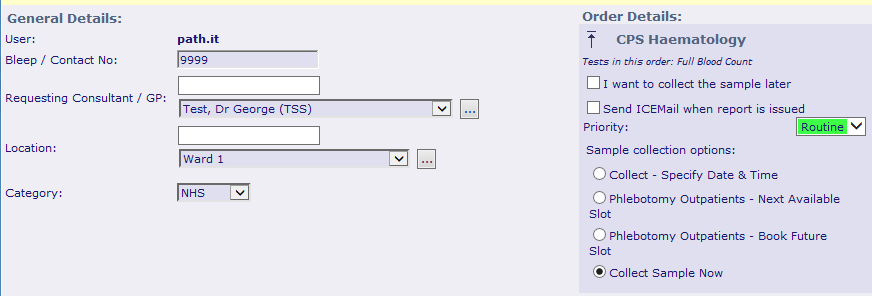 General Details:
User: path.it
Bleep / Contact No: 9999
Requesting Consultant / GP: Test, Dr George (TSS) ...
Location: Ward 1 ...
Category: NHS
Order Details:
CPS Haematology
Tests in this order: Full Blood Count
I want to collect the sample later
Send ICEMail when report is issued
Priority: Routine
Sample collection options:
Collect - Specify Date & Time
Phlebotomy Outpatients - Next Available
Slot
Phlebotomy Outpatients - Book Future
Slot
Collect Sample Now